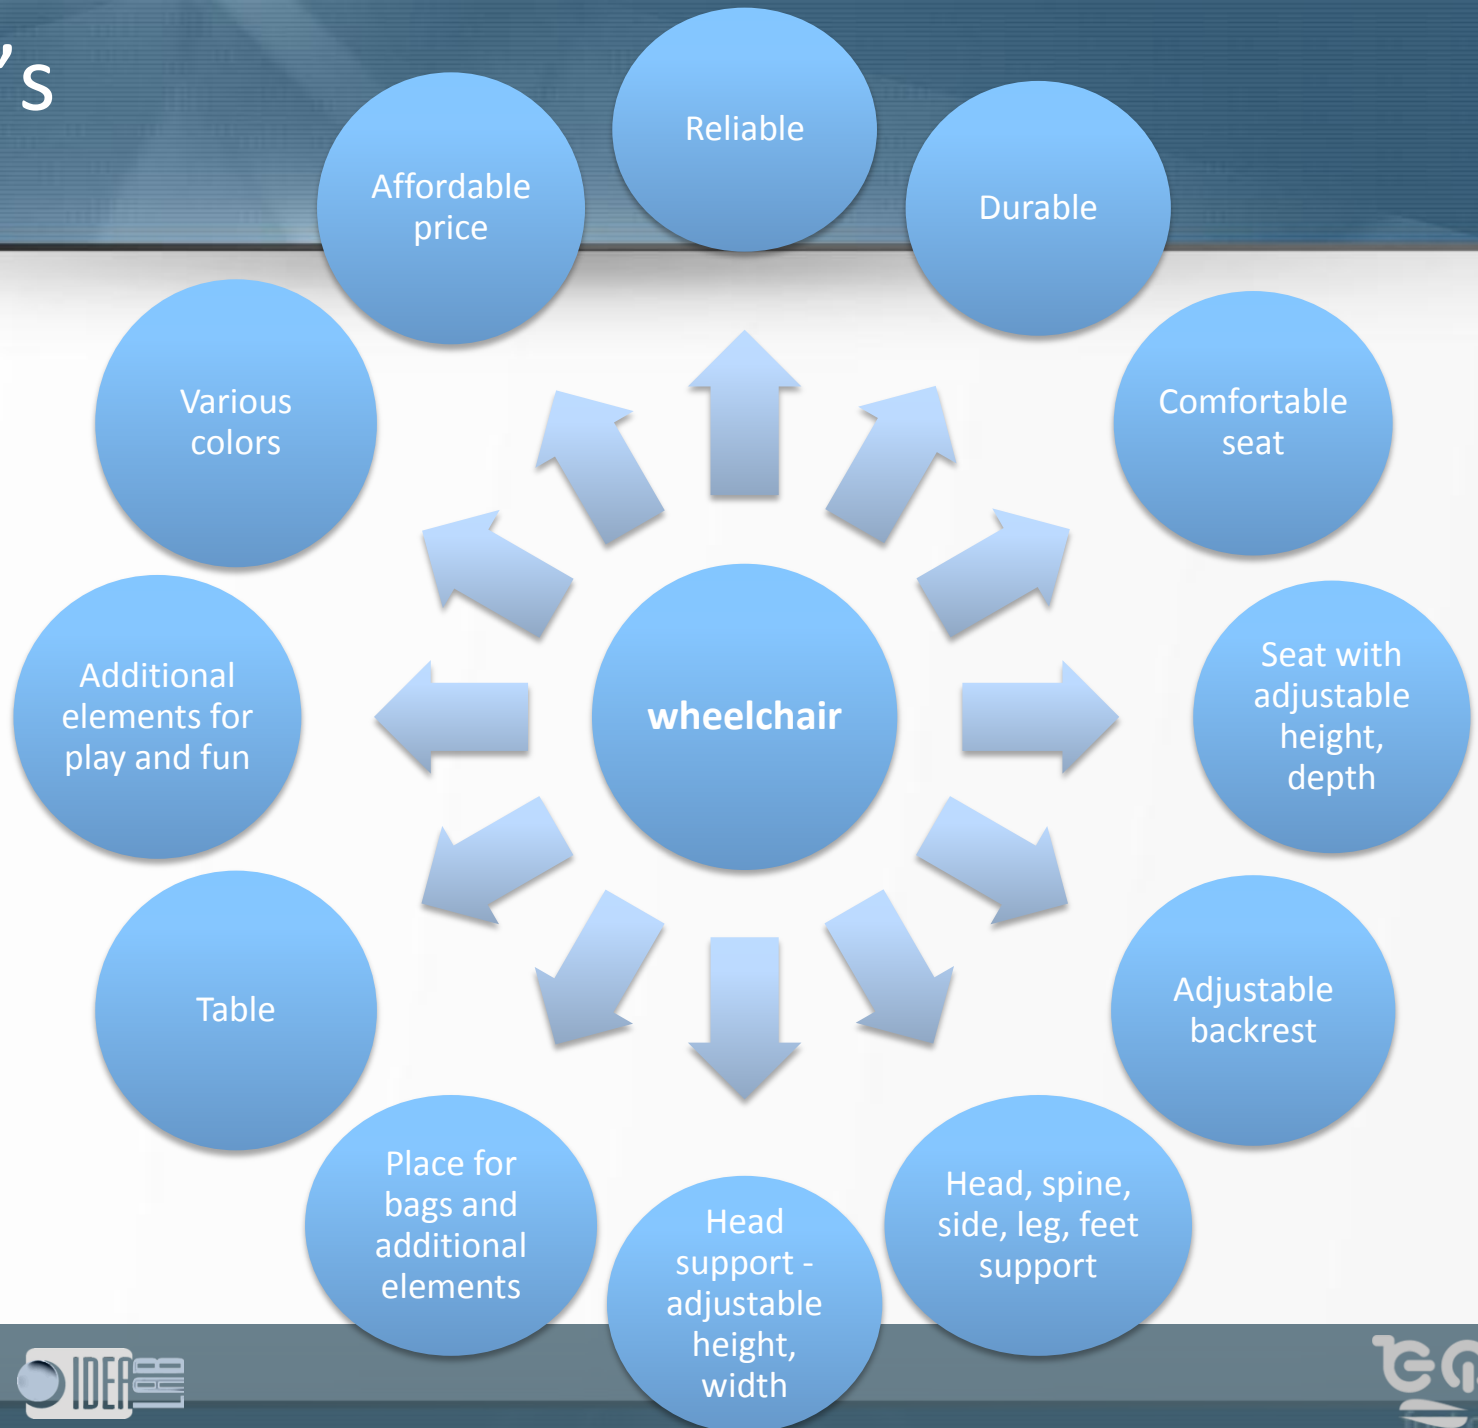 ’s
Reliable
Durable
Comfortable
seat
Seat with
adjustable
height,
depth
Adjustable
backrest
Head, spine,
side, leg, feet
support
Head
support -
adjustable
height,
width
Place for
bags and
additional
elements
Table
Additional
elements for
play and fun
Various
colors
Affordable
price
wheelchair
IDEA
LAB